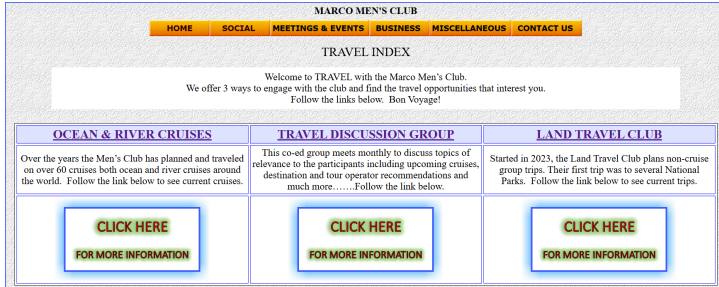 MARCO MEN'S CLUB
HOME SOCIAL MEETINGS & EVENTS BUSINESS MISCELLANEOUS CONTACT US
TRAVEL INDEX
Welcome to TRAVEL with the Marco Men's Club.
We offer 3 ways to engage with the club and find the travel opportunities that interest you.
Follow the links below.  Bon Voyage!
OCEAN & RIVER CRUISES
Over the years the Men's Club has planned and traveled
on over 60 cruises both ocean and river cruises around
the world.  Follow the link below to see current cruises.
CLICK HERE
FOR MORE INFORMATION
TRAVEL DISCUSSION GROUP
This co-ed group meets monthly to discuss topics of
relevance to the participants including upcoming cruises,
destination and tour operator recommendations and
much more…….Follow the link below.
CLICK HERE
FOR MORE INFORMATION
LAND TRAVEL CLUB
Started in 2023, the Land Travel Club plans non-cruise
group trips. Their first trip was to several National
Parks.  Follow the link below to see current trips.
CLICK HERE
FOR MORE INFORMATION